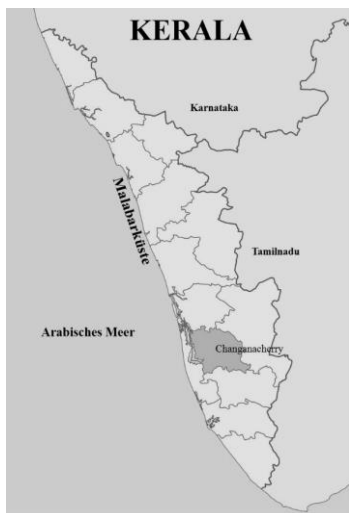 KERALA
Karnataka
Malabarküste
Tamilnadu
Arabisches Meer
Changanacherry